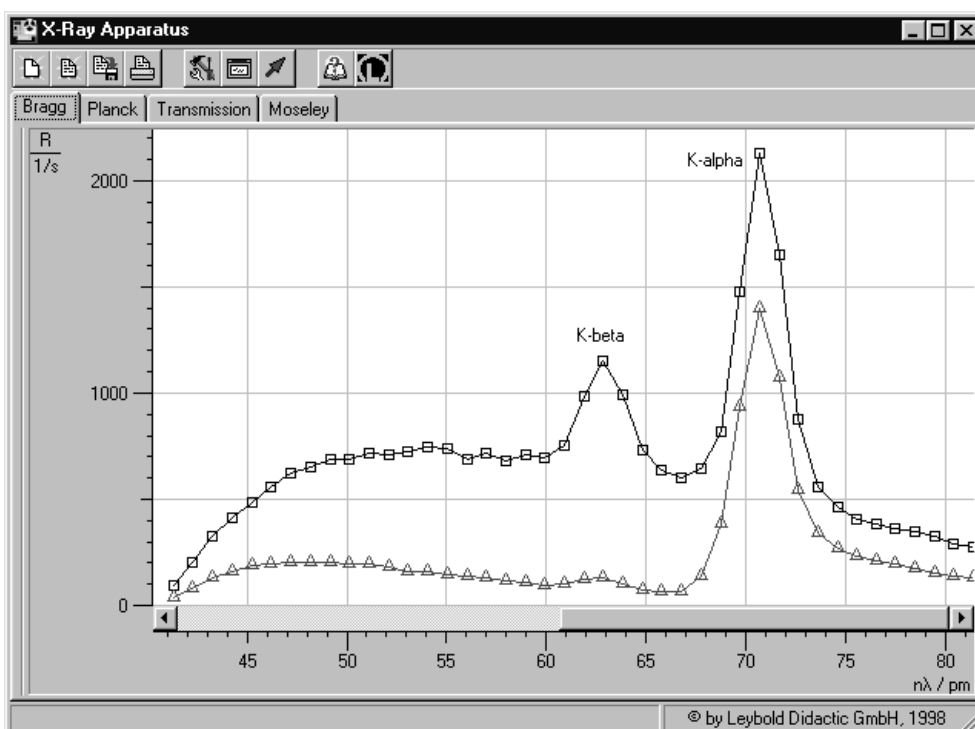 X-Ray Apparatus
Bragg Planck Transmission Moseley
R
1/s
2000
1000
0
K-alpha
K-beta
45 50 55 60 65 70 75 80
nλ / pm
© by Leybold Didactic GmbH, 1998